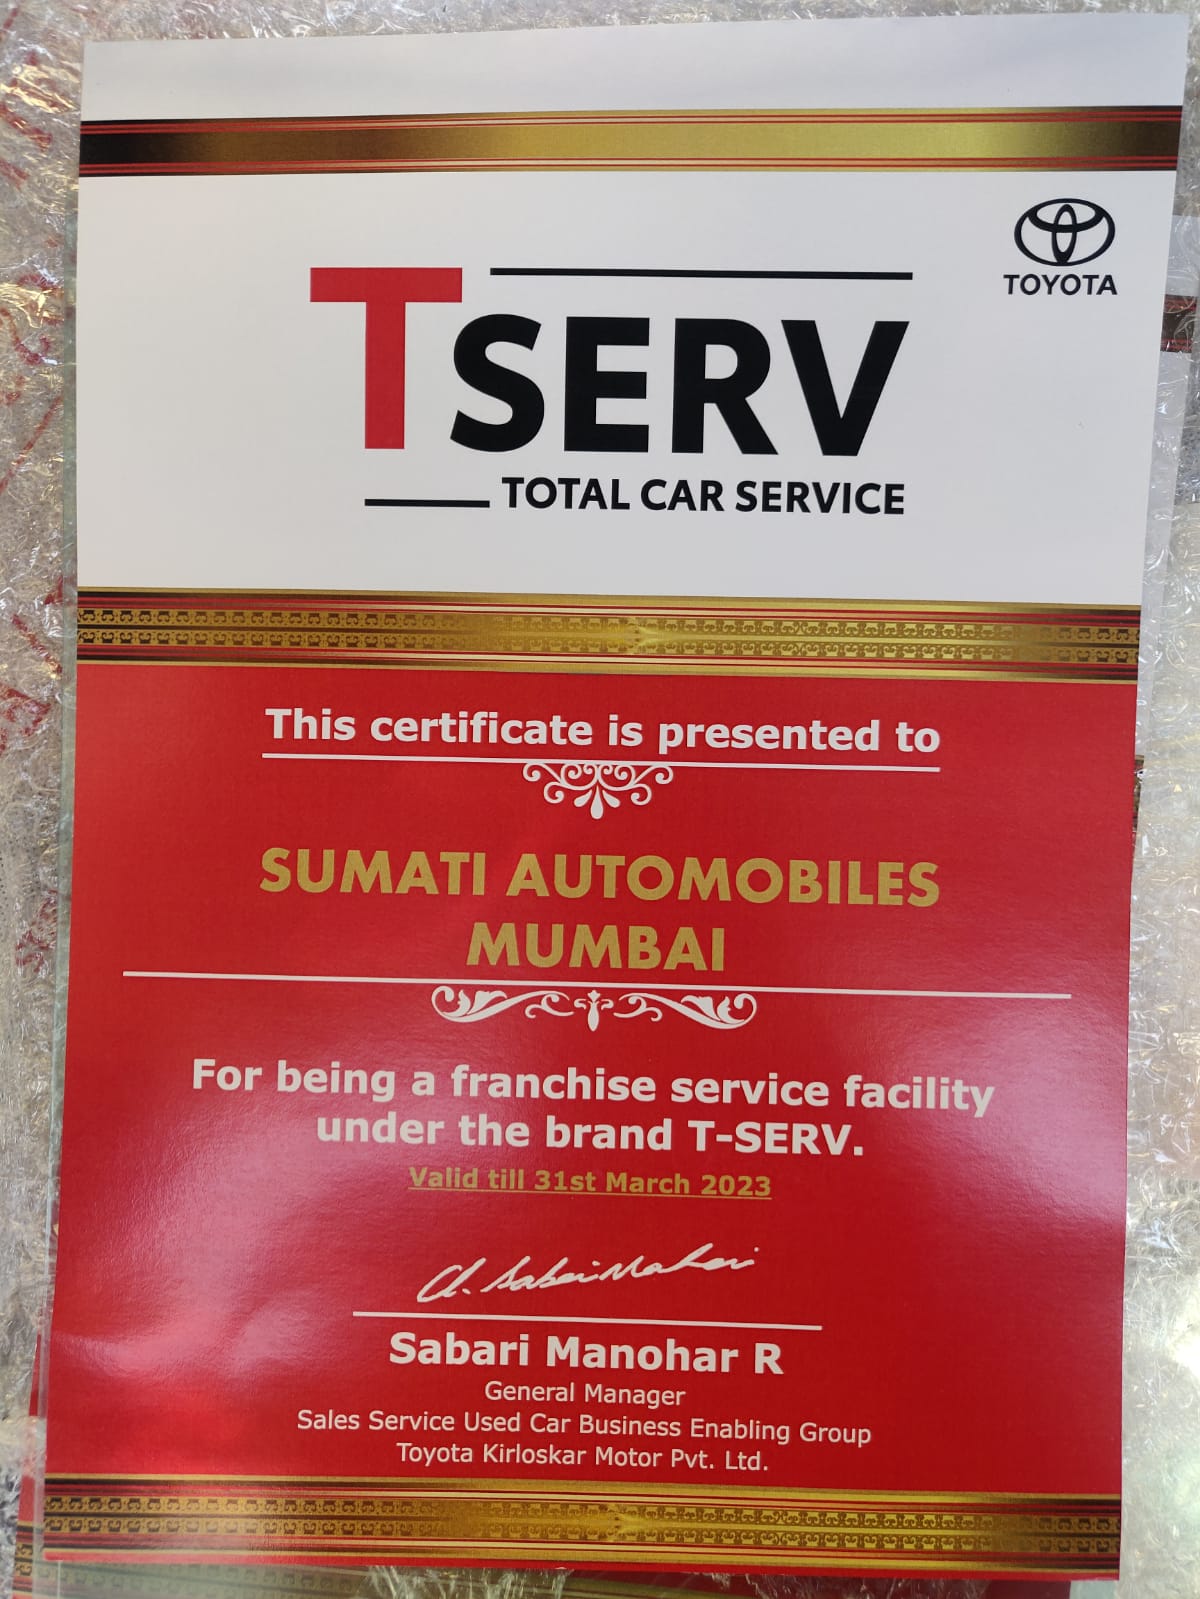 TOYOTA
TSERV
TOTAL CAR SERVICE
This certificate is presented to
SUMATI AUTOMOBILES
MUMBAI
For being a franchise service facility
under the brand T-SERV.
Valid till 31st March 2023
Sabari Manohar R
General Manager
Sales Service Used Car Business Enabling Group
Toyota Kirloskar Motor Pvt. Ltd.